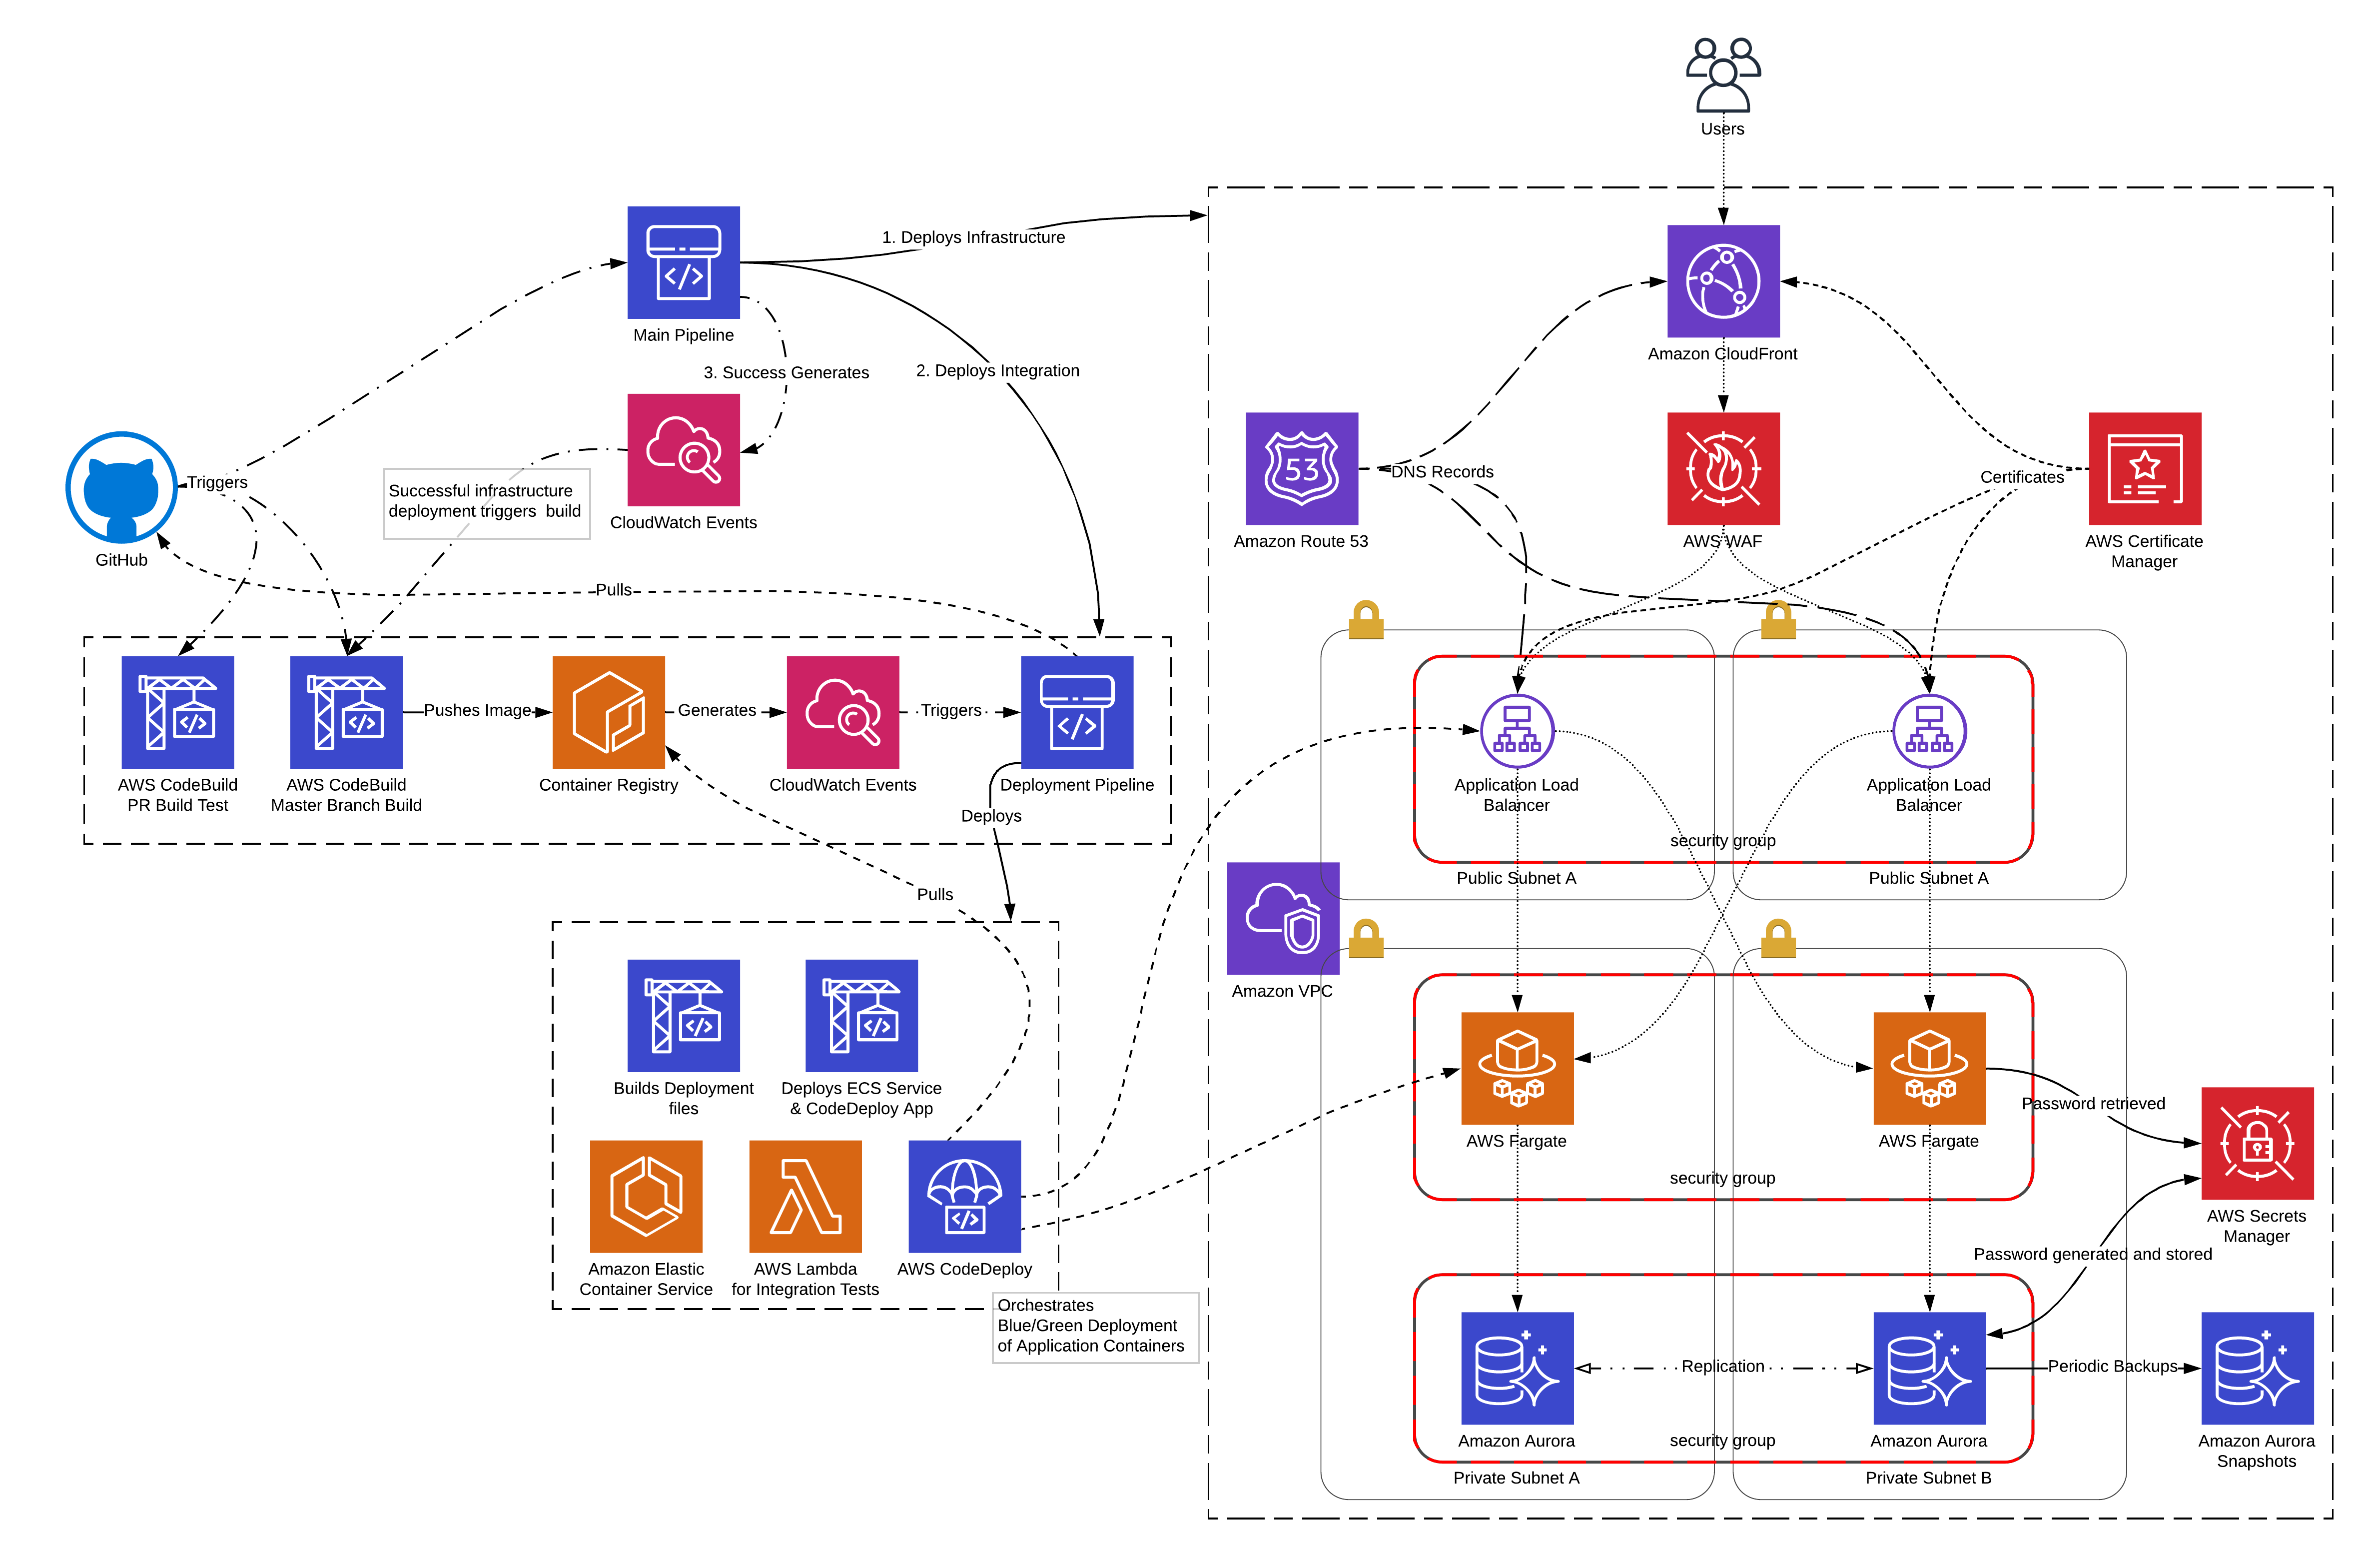 Users
1. Deploys Infrastructure
Main Pipeline
3. Success Generates
2. Deploys Integration
Amazon CloudFront
DNS Records
Certificates
Triggers
Successful infrastructure
deployment triggers  build
CloudWatch Events
GitHub
53
Amazon Route 53
AWS WAF
AWS Certificate
Manager
Pulls
Pushes Image
Generates
Triggers
AWS CodeBuild
PR Build Test
AWS CodeBuild
Master Branch Build
Container Registry
CloudWatch Events
Deployment Pipeline
Deploys
Application Load
Balancer
Application Load
Balancer
security group
Public Subnet A
Public Subnet A
Pulls
Amazon VPC
Builds Deployment
files
Deploys ECS Service
& CodeDeploy App
AWS Fargate
AWS Fargate
Password retrieved
security group
AWS Secrets
Manager
Amazon Elastic
Container Service
AWS Lambda
for Integration Tests
AWS CodeDeploy
Password generated and stored
Orchestrates
Blue/Green Deployment
of Application Containers
Replication
Periodic Backups
Amazon Aurora
security group
Amazon Aurora
Amazon Aurora
Snapshots
Private Subnet A
Private Subnet B